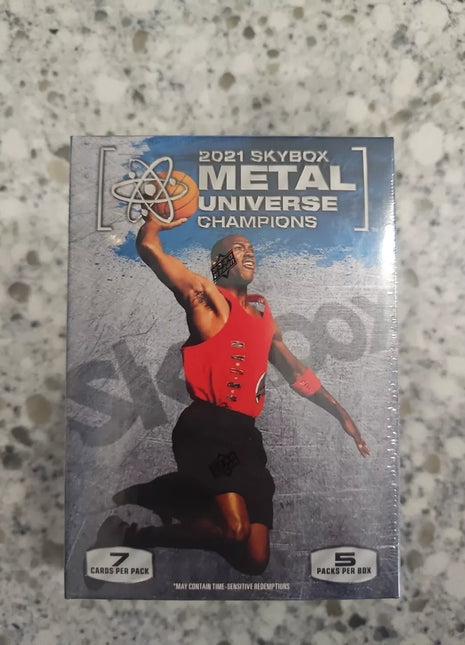 2021 SKYBOX
METAL
UNIVERSE
CHAMPIONS
Skybox
7
CARDS PER PACK
5
PACKS PER BOX
*MAY CONTAIN TIME-SENSITIVE REDEMPTIONS